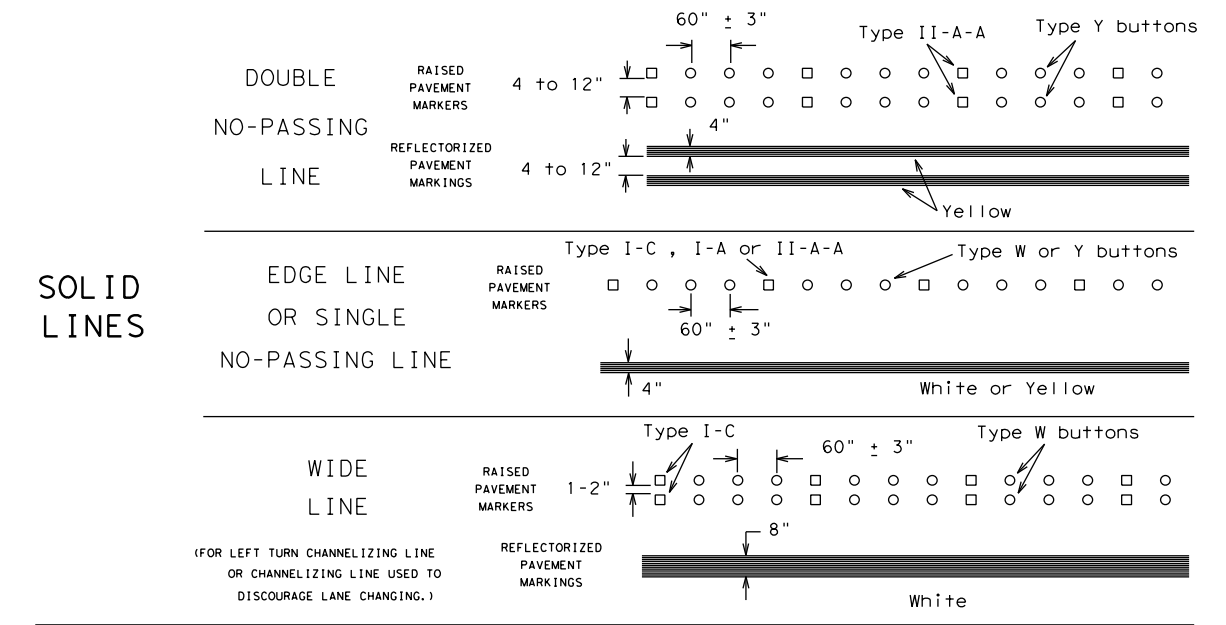 SOLID
LINES
DOUBLE
NO-PASSING
LINE
RAISED
PAVEMENT
MARKERS
60" ± 3"
Type II-A-A
Type Y buttons
4 to 12"
REFLECTORIZED
PAVEMENT
MARKINGS
4"
4 to 12"
Yellow
EDGE LINE
OR SINGLE
NO-PASSING LINE
RAISED
PAVEMENT
MARKERS
Type I-C , I-A or II-A-A
Type W or Y buttons
60" ± 3"
4"
White or Yellow
WIDE
LINE
(FOR LEFT TURN CHANNELIZING LINE
OR CHANNELIZING LINE USED TO
DISCOURAGE LANE CHANGING.)
RAISED
PAVEMENT
MARKERS
Type I-C
60" ± 3"
Type W buttons
1-2"
REFLECTORIZED
PAVEMENT
MARKINGS
8"
White